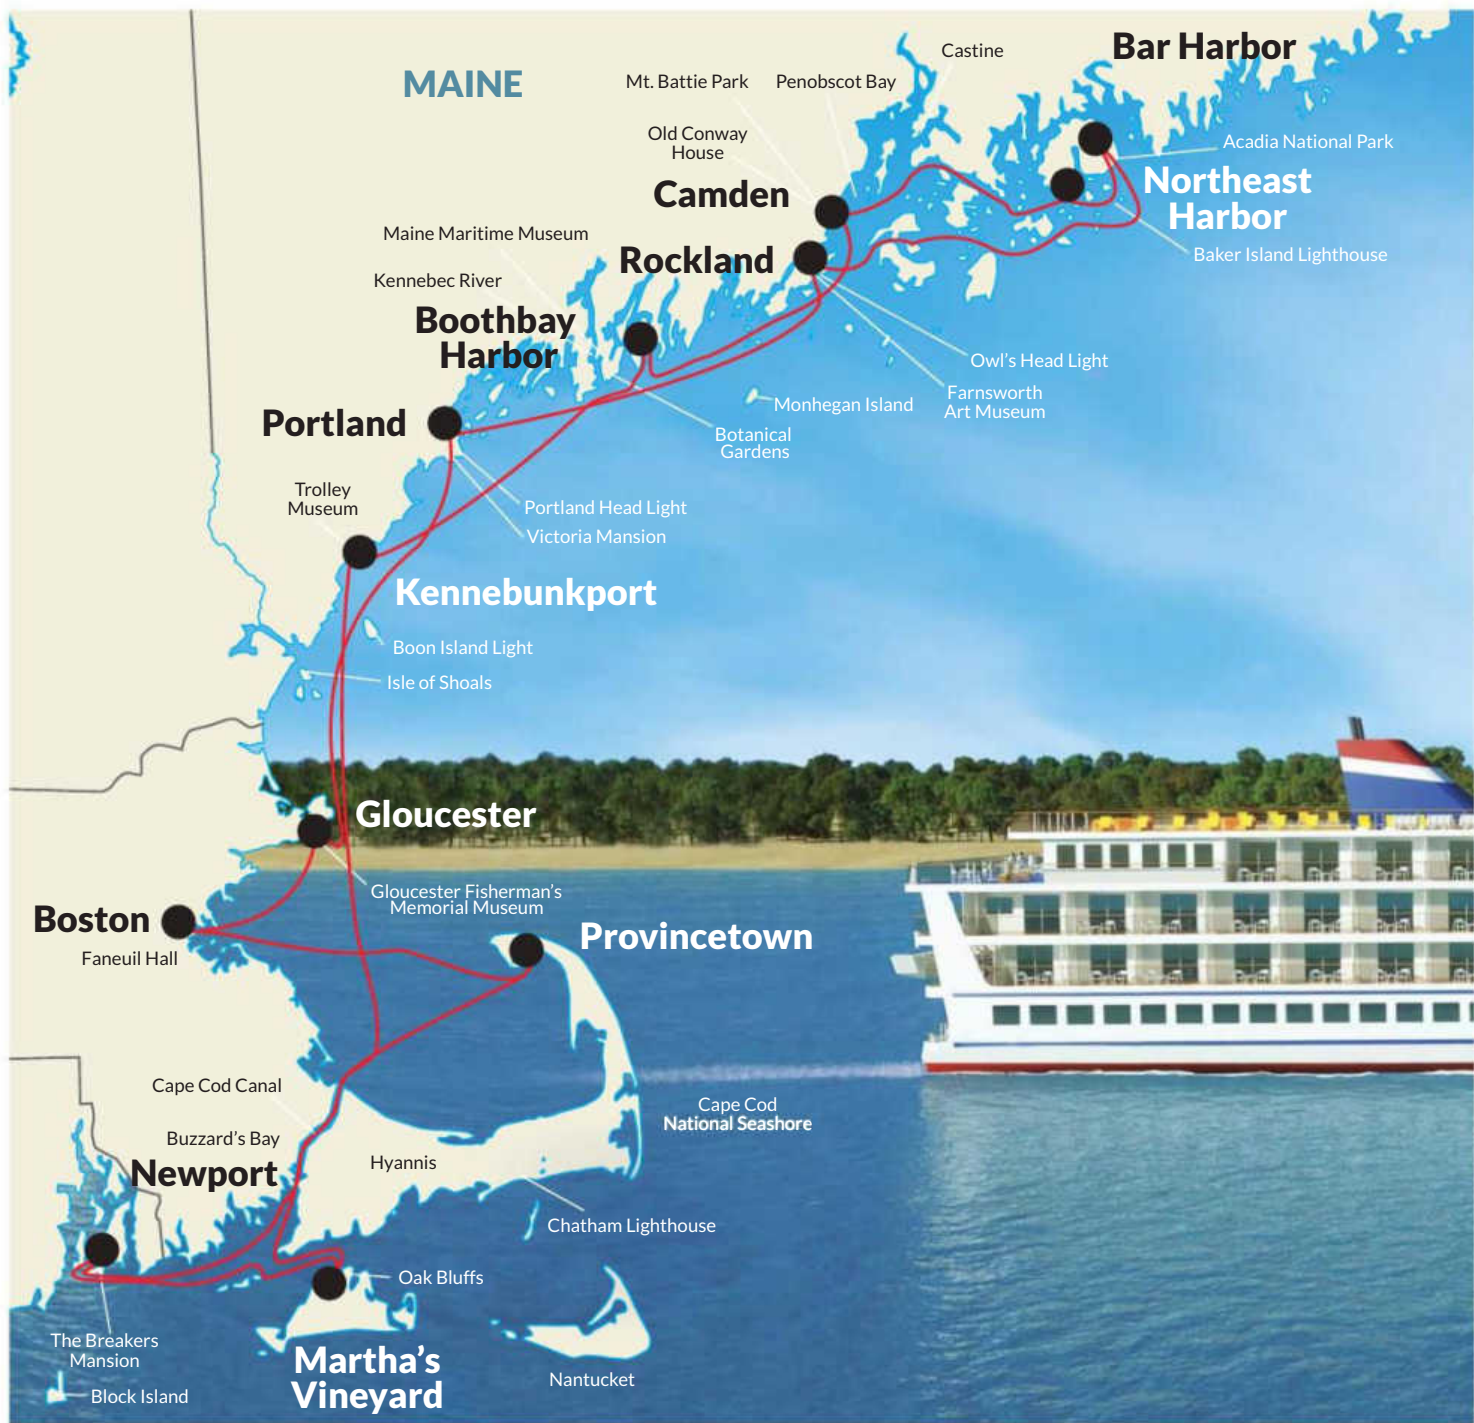 Bar Harbor
Castine
MAINE
Mt. Battie Park
Penobscot Bay
Old Conway
House
Acadia National Park
Camden
Northeast
Harbor
Maine Maritime Museum
Rockland
Baker Island Lighthouse
Kennebec River
Boothbay
Harbor
Owl's Head Light
Farnsworth
Art Museum
Monhegan Island
Portland
Botanical
Gardens
Trolley
Museum
Portland Head Light
Victoria Mansion
Kennebunkport
Boon Island Light
Isle of Shoals
Gloucester
Gloucester Fisherman's
Memorial Museum
Boston
Provincetown
Faneuil Hall
Cape Cod Canal
Cape Cod
National Seashore
Buzzard's Bay
Newport
Hyannis
Chatham Lighthouse
Oak Bluffs
The Breakers
Mansion
Martha's
Vineyard
Nantucket
Block Island